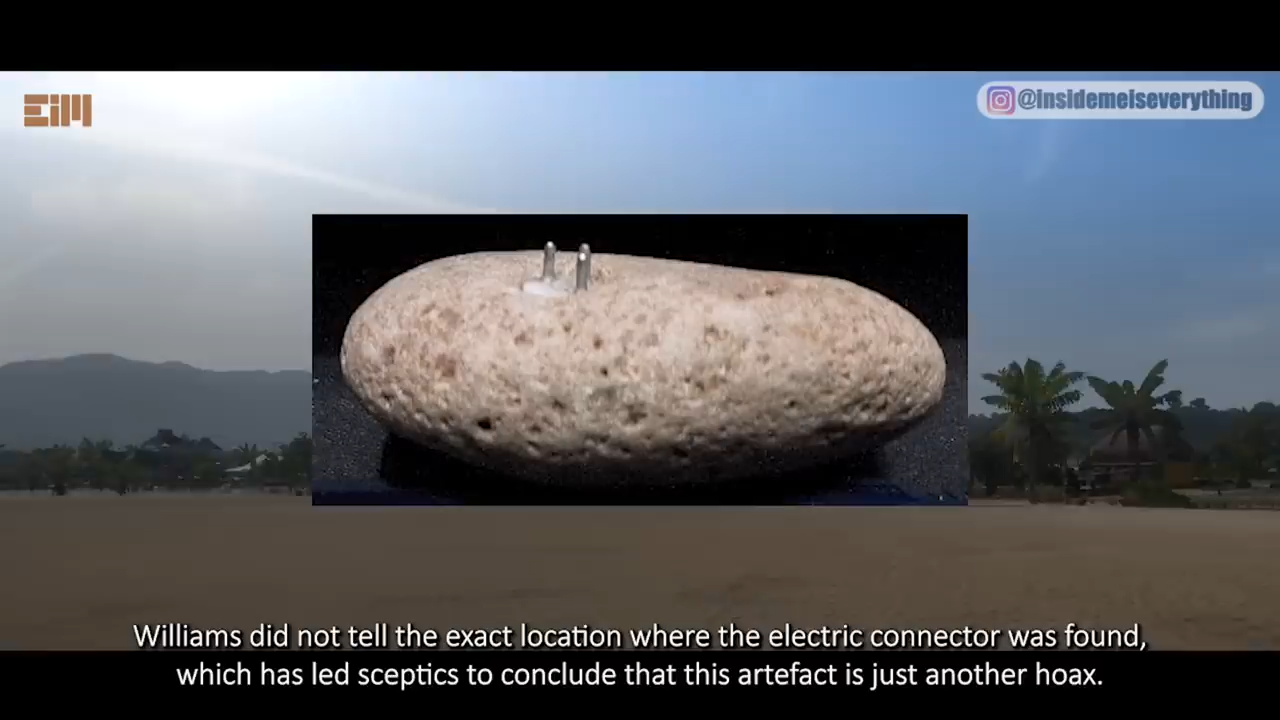 EIM
@insidemeiseverything
Williams did not tell the exact location where the electric connector was found,
which has led sceptics to conclude that this artefact is just another hoax.